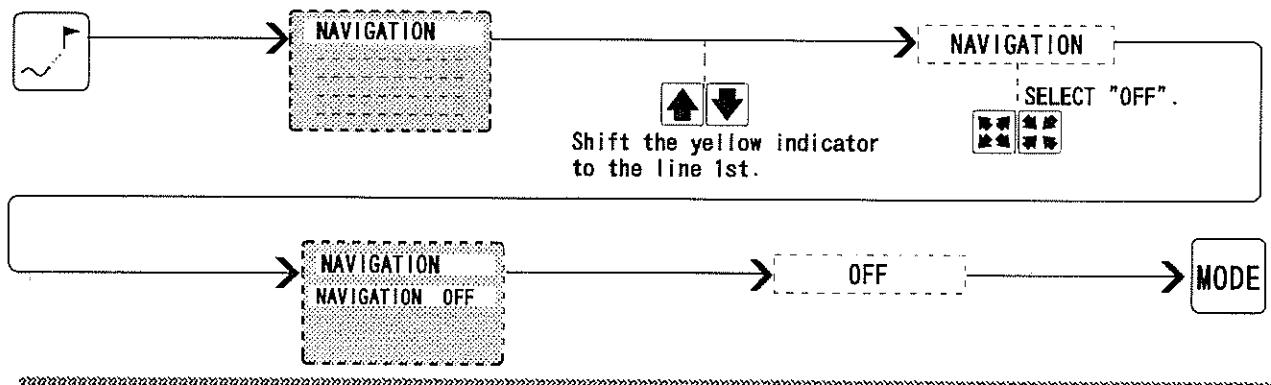 NAVIGATION
NAVIGATION
SELECT "OFF".
Shift the yellow indicator
to the line 1st.
NAVIGATION
NAVIGATION OFF
OFF
MODE